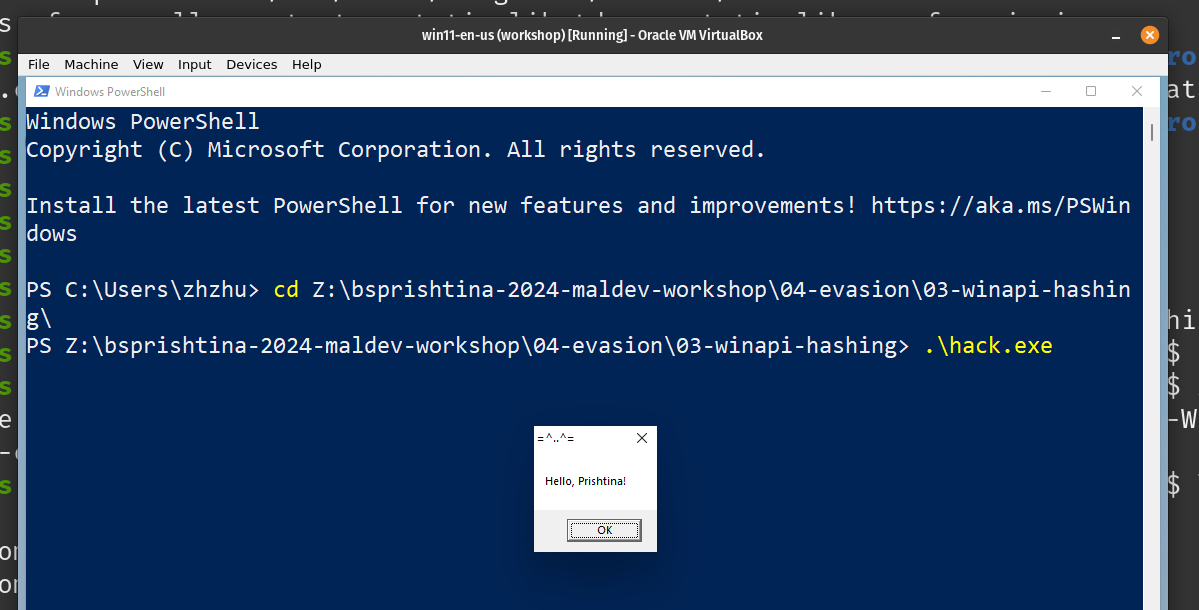 win11-en-us (workshop) [Running] - Oracle VM VirtualBox
File Machine View Input Devices Help
Windows PowerShell
Windows PowerShell
Copyright (C) Microsoft Corporation. All rights reserved.
Install the latest PowerShell for new features and improvements! https://aka.ms/PSWin
dows
PS C:\Users\zhzhu> cd Z:\bsprishtina-2024-maldev-workshop\04-evasion\03-winapi-hashin
g\
PS Z:\bsprishtina-2024-maldev-workshop\04-evasion\03-winapi-hashing> .\hack.exe
=^..^=
Hello, Prishtina!
OK